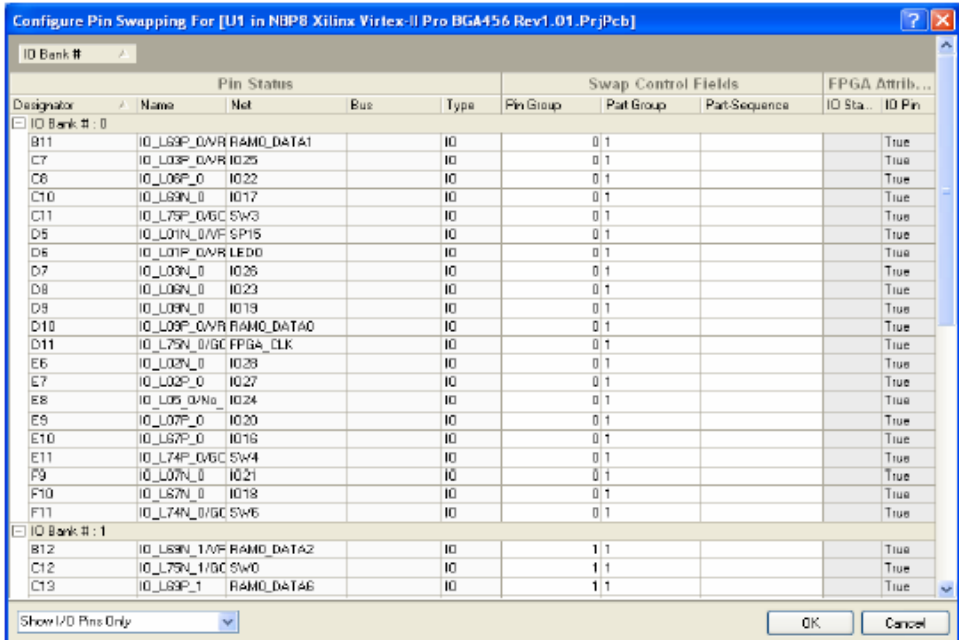 Configure Pin Swapping For [U1 in NBP8 Xilinx Virtex-II Pro BGA456 Rev1.01.PrjPcb]
IO Bank #
Pin Status Swap Control Fields FPGA Attrib...
Designator Name Net Bus Type Pin Group Part Group Part-Sequence IO Sta... IO Pin
IO Bank # : 0
B11 IO_L69P_0/VR RAM0_DATA1 IO 0 1 True
C7 IO_L03P_0/VR IO25 IO 0 1 True
C8 IO_L06P_0 IO22 IO 0 1 True
C10 IO_L69N_0 IO17 IO 0 1 True
C11 IO_L75P_0/GC SW3 IO 0 1 True
D5 IO_L01N_0/VF SP15 IO 0 1 True
D6 IO_L01P_0/VR LED0 IO 0 1 True
D7 IO_L03N_0 IO26 IO 0 1 True
D8 IO_L06N_0 IO23 IO 0 1 True
D9 IO_L09N_0 IO19 IO 0 1 True
D10 IO_L09P_0/VR RAM0_DATA0 IO 0 1 True
D11 IO_L75N_0/GC FPGA_CLK IO 0 1 True
E6 IO_L02N_0 IO28 IO 0 1 True
E7 IO_L02P_0 IO27 IO 0 1 True
E8 IO_L05_0/No_ IO24 IO 0 1 True
E9 IO_L07P_0 IO20 IO 0 1 True
E10 IO_L67P_0 IO16 IO 0 1 True
E11 IO_L74P_0/GC SW4 IO 0 1 True
F9 IO_L07N_0 IO21 IO 0 1 True
F10 IO_L67N_0 IO18 IO 0 1 True
F11 IO_L74N_0/GC SW6 IO 0 1 True
IO Bank # : 1
B12 IO_L69N_1/VF RAM0_DATA2 IO 1 1 True
C12 IO_L75N_1/GC SW0 IO 1 1 True
C13 IO_L69P_1 RAM0_DATA6 IO 1 1 True
Show I/O Pins Only OK Cancel